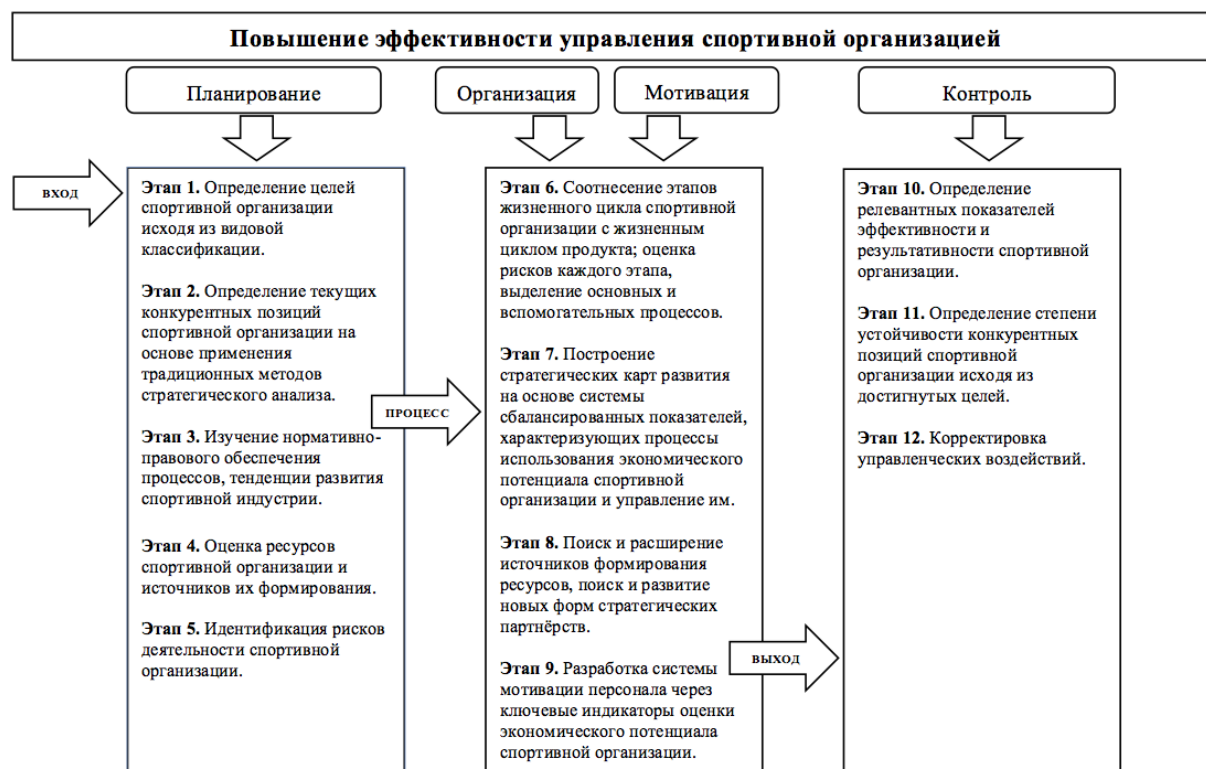 Повышение эффективности управления спортивной организацией
Планирование
Организация
Мотивация
Контроль
ВХОД
Этап 1. Определение целей
спортивной организации
исходя из видовой
классификации.
Этап 2. Определение текущих
конкурентных позиций
спортивной организации на
основе применения
традиционных методов
стратегического анализа.
Этап 3. Изучение нормативно-
правового обеспечения
процессов, тенденции развития
спортивной индустрии.
Этап 4. Оценка ресурсов
спортивной организации и
источников их формирования.
Этап 5. Идентификация рисков
деятельности спортивной
организации.
ПРОЦЕСС
Этап 6. Соотнесение этапов
жизненного цикла спортивной
организации с жизненным
циклом продукта; оценка
рисков каждого этапа,
выделение основных и
вспомогательных процессов.
Этап 7. Построение
стратегических карт развития
на основе системы
сбалансированных показателей,
характеризующих процессы
использования экономического
потенциала спортивной
организации и управление им.
Этап 8. Поиск и расширение
источников формирования
ресурсов, поиск и развитие
новых форм стратегических
партнёрств.
Этап 9. Разработка системы
мотивации персонала через
ключевые индикаторы оценки
экономического потенциала
спортивной организации.
ВЫХОД
Этап 10. Определение
релевантных показателей
эффективности и
результативности спортивной
организации.
Этап 11. Определение степени
устойчивости конкурентных
позиций спортивной
организации исходя из
достигнутых целей.
Этап 12. Корректировка
управленческих воздействий.